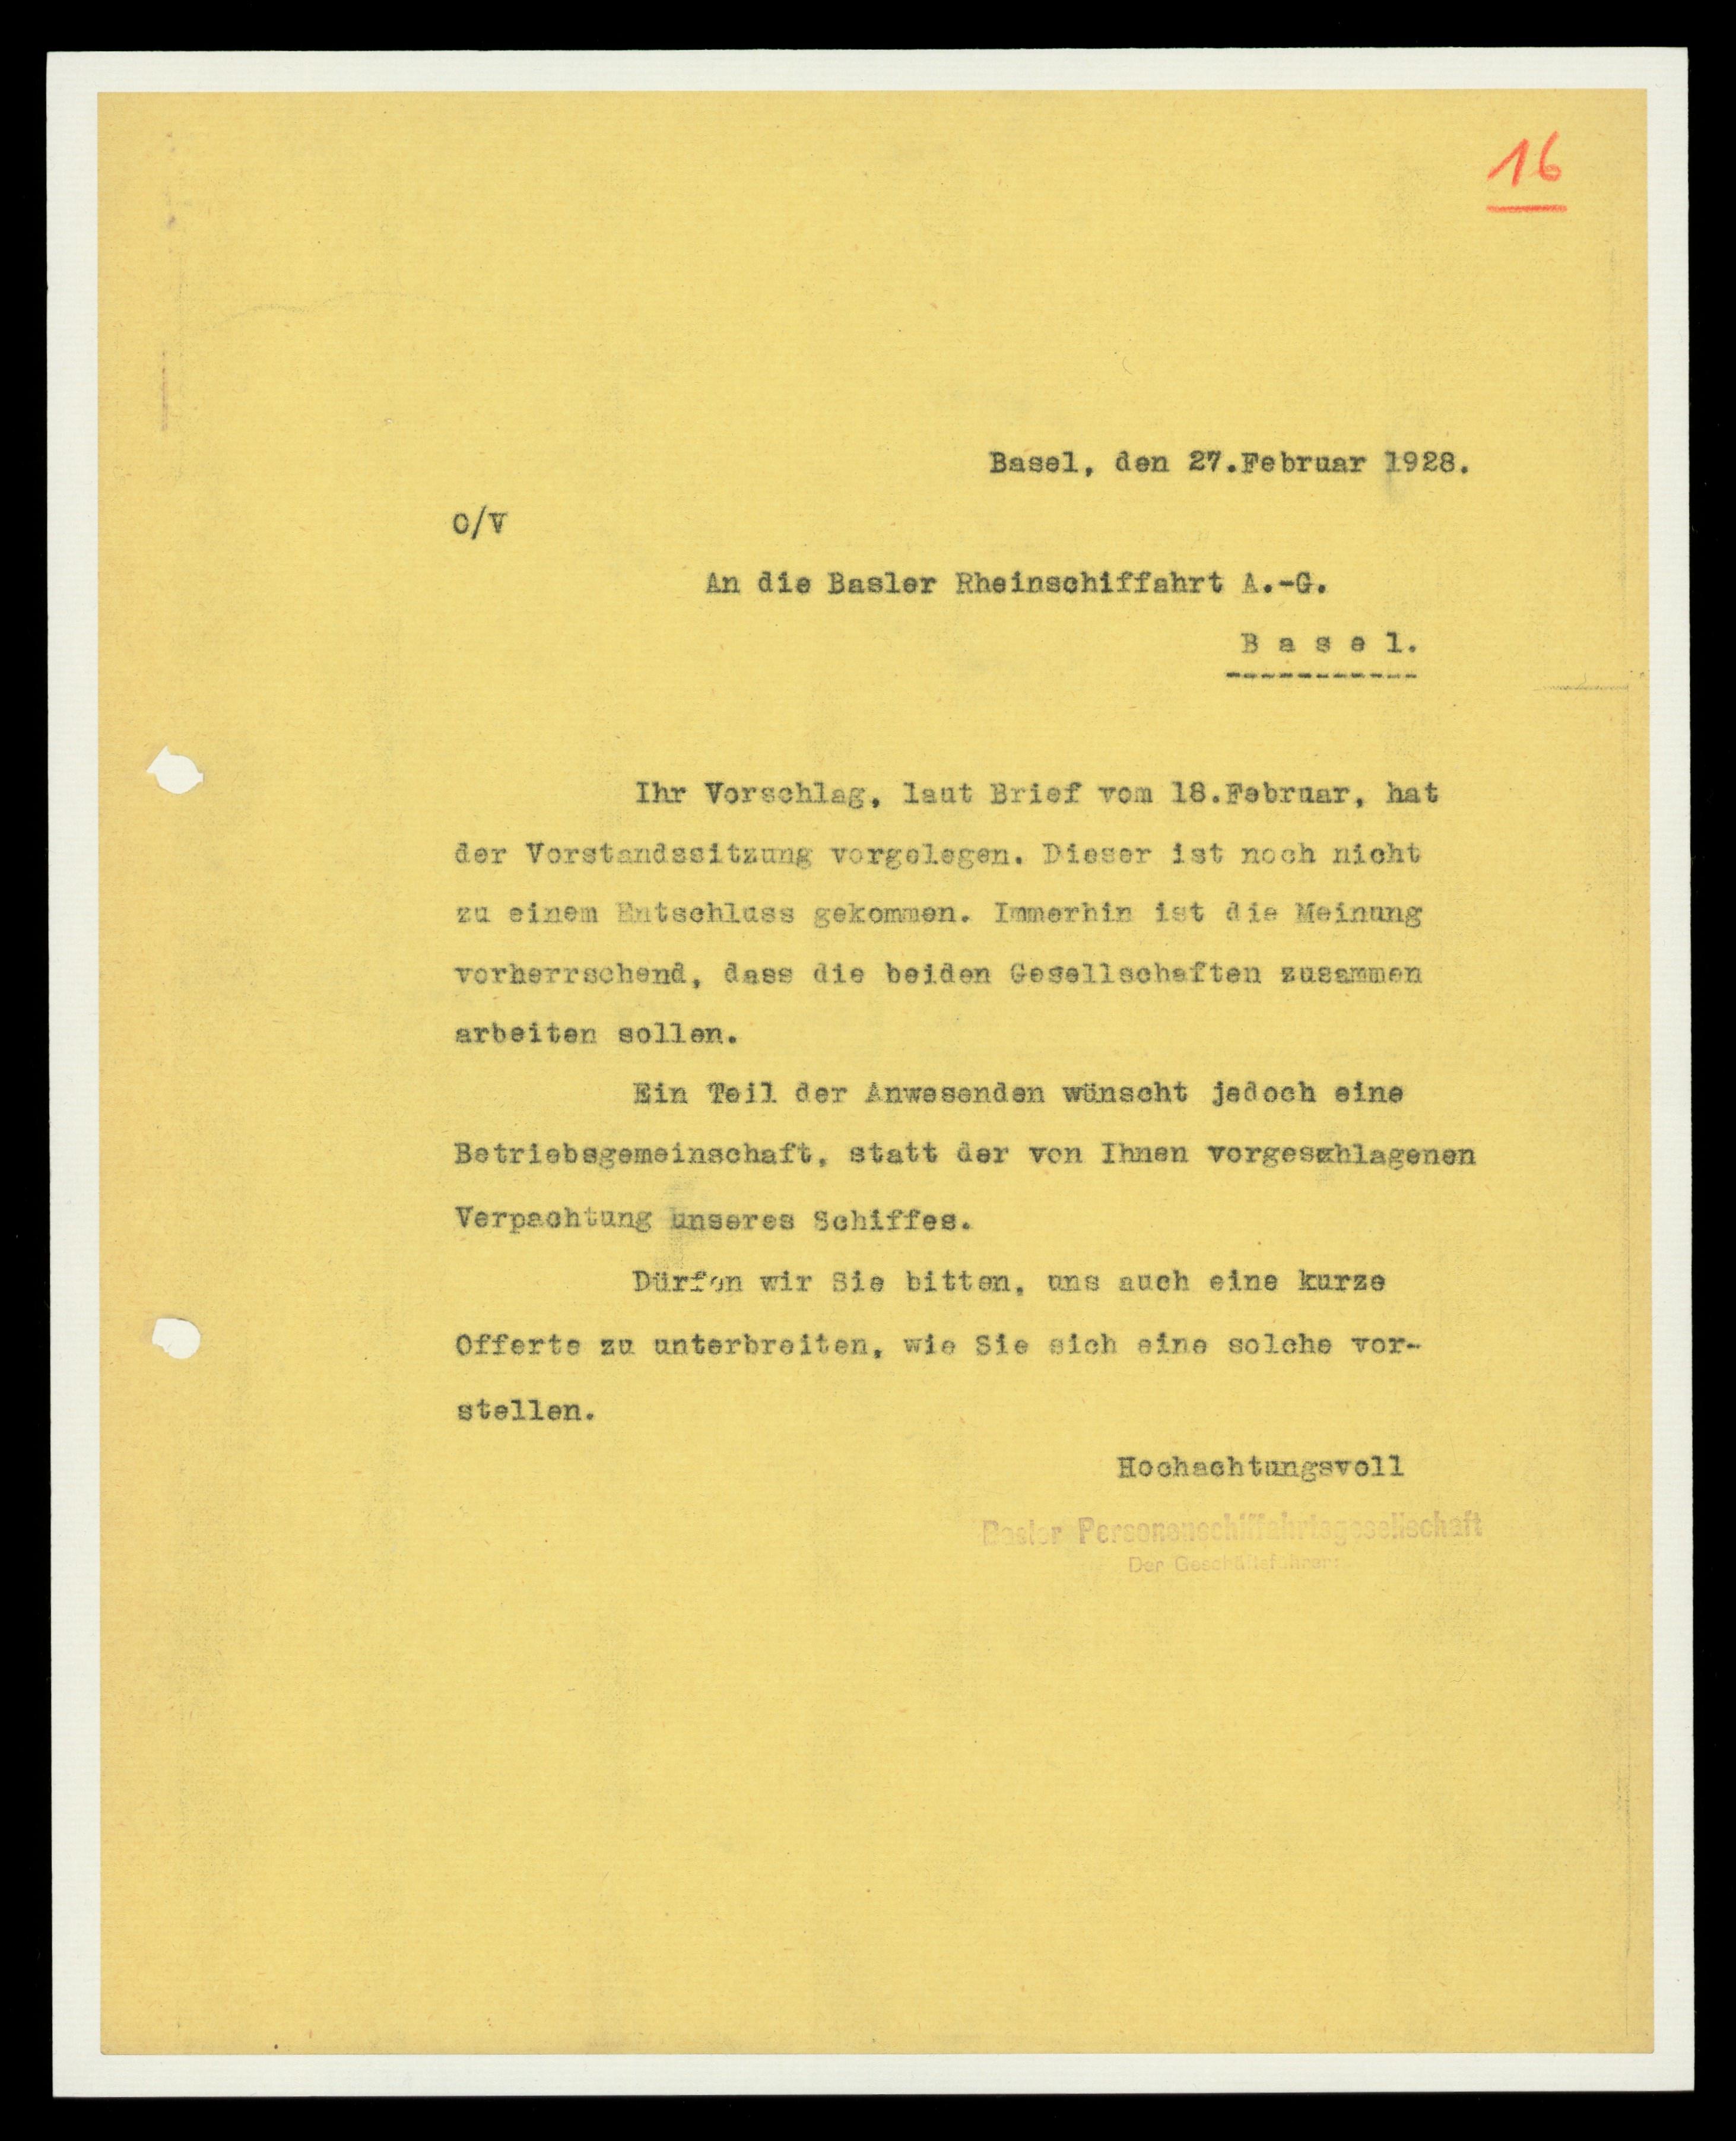 16
Basel, den 27.Februar 1928.
O/V
An die Basler Rheinschiffahrt A.-G.
B a s e l.
Ihr Vorschlag, laut Brief vom 18.Februar, hat
der Vorstandssitzung vorgelegen. Dieser ist noch nicht
zu einem Entschluss gekommen. Immerhin ist die Meinung
vorherrschend, dass die beiden Gesellschaften zusammen
arbeiten sollen.
Ein Teil der Anwesenden wünscht jedoch eine
Betriebsgemeinschaft, statt der von Ihnen vorgeschlagenen
Verpachtung unseres Schiffes.
Dürfen wir Sie bitten, uns auch eine kurze
Offerte zu unterbreiten, wie Sie sich eine solche vor-
stellen.
Hochachtungsvoll
Basler Personenschiffahrtsgesellschaft
Der Geschäftsführer: